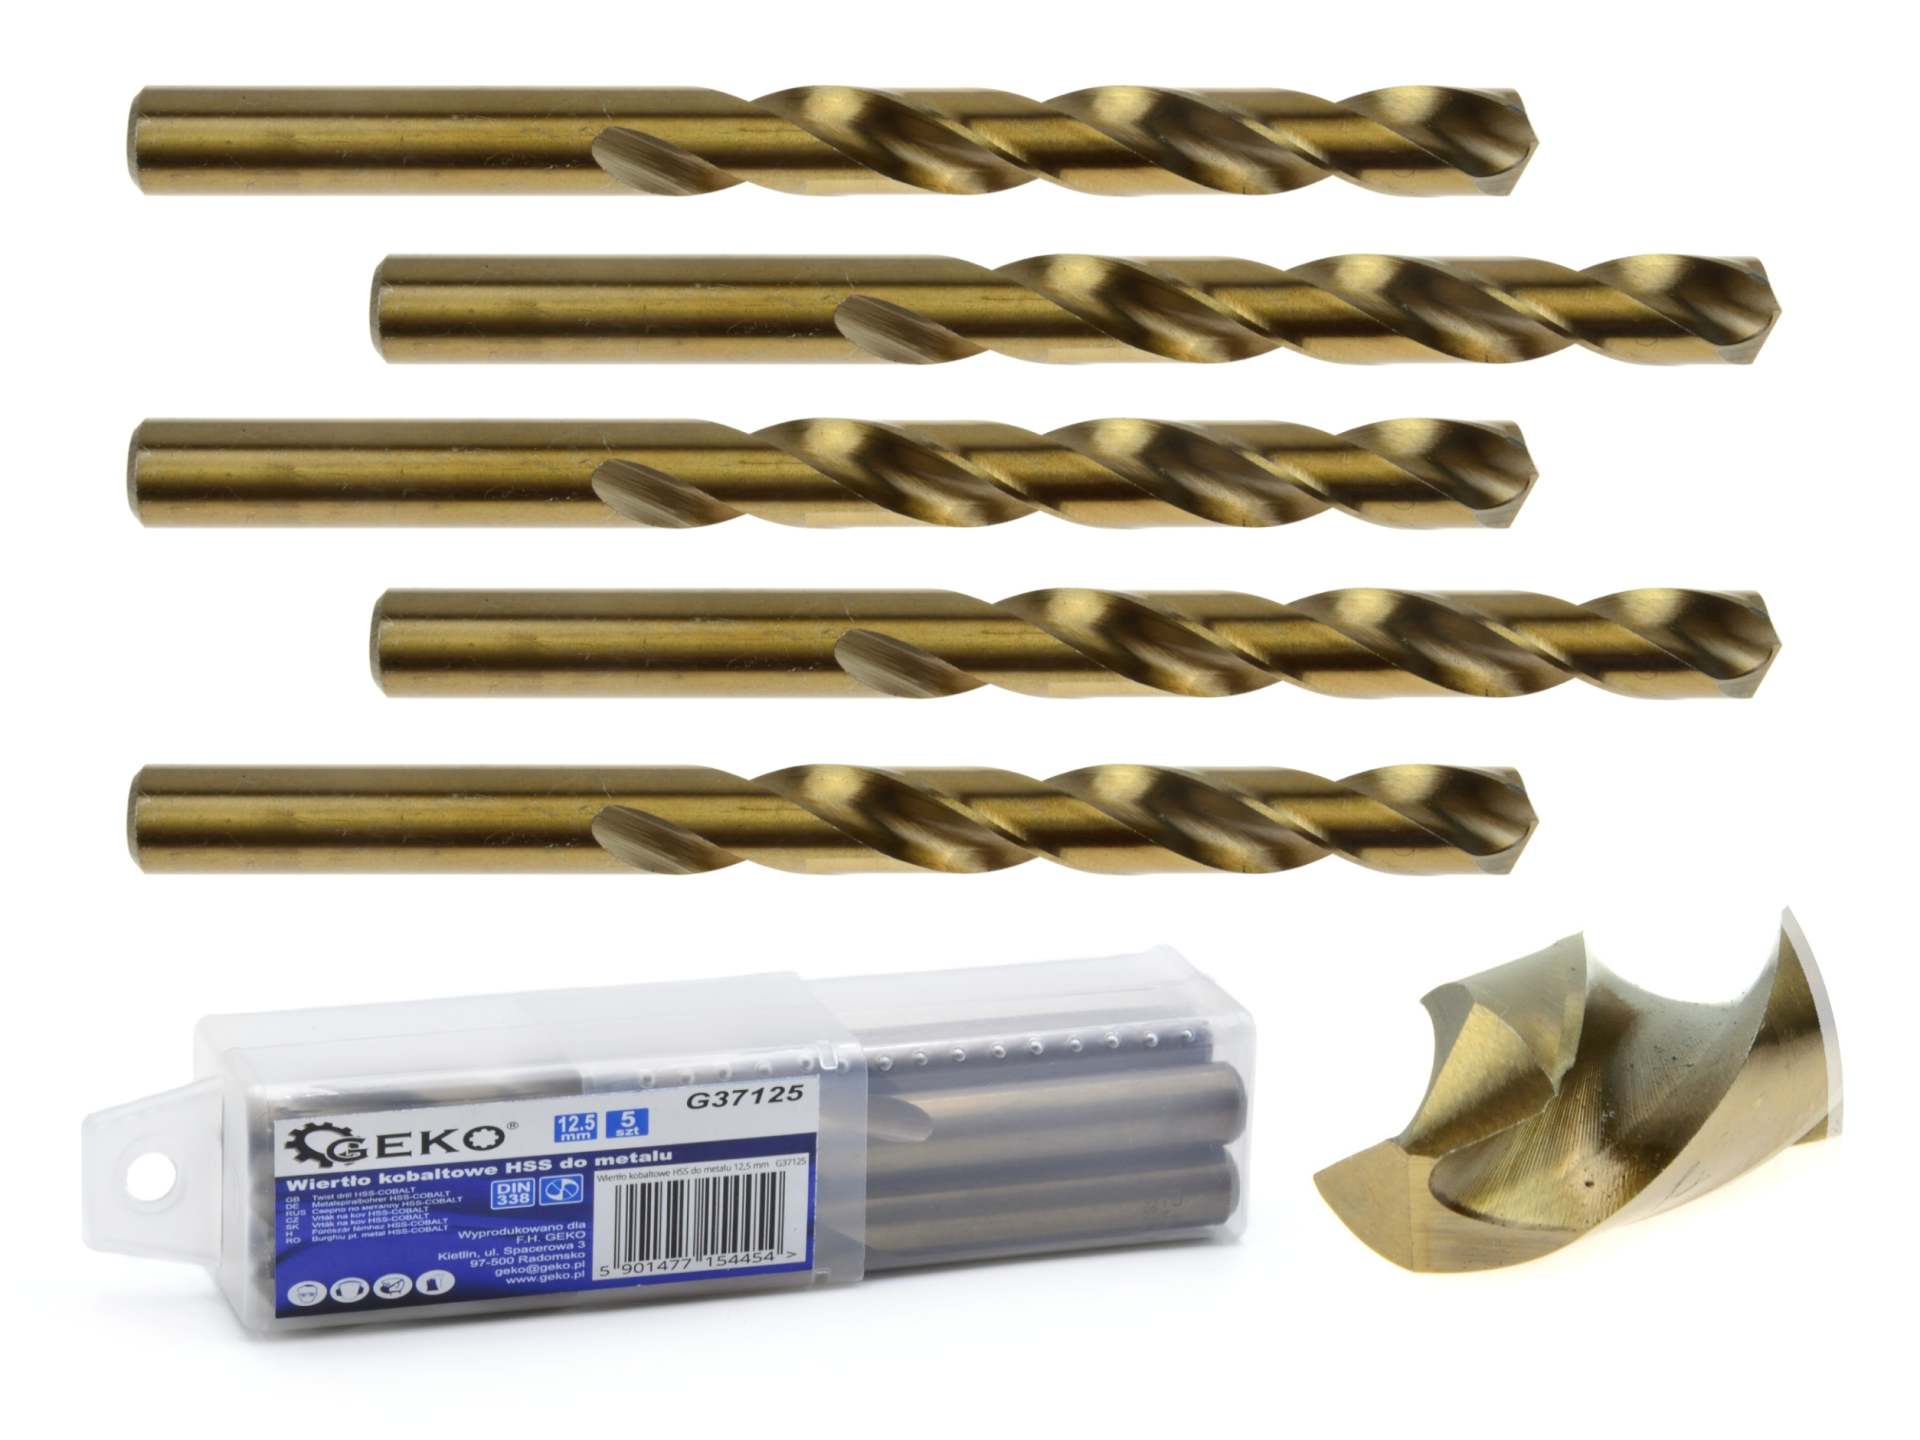 G37125
GEKO®
12.5 mm
5 szt
Wiertło kobaltowe HSS do metalu
GB Twist drill HSS-COBALT
DE Metalspiralbohrer HSS-COBALT
RUS Сверло по металлу HSS-COBALT
CZ Vrták na kov HSS-COBALT
SK Vrták na kov HSS-COBALT
H Fúrószár fémhez HSS-COBALT
RO Burghiu pt. metal HSS-COBALT
DIN 338
Wyprodukowano dla
F.H. GEKO
Kietlin, ul. Spacerowa 3
97-500 Radomsko
geko@geko.pl
www.geko.pl
Wiertło kobaltowe HSS do metalu 12,5 mm G37125
5 901477 154454 >